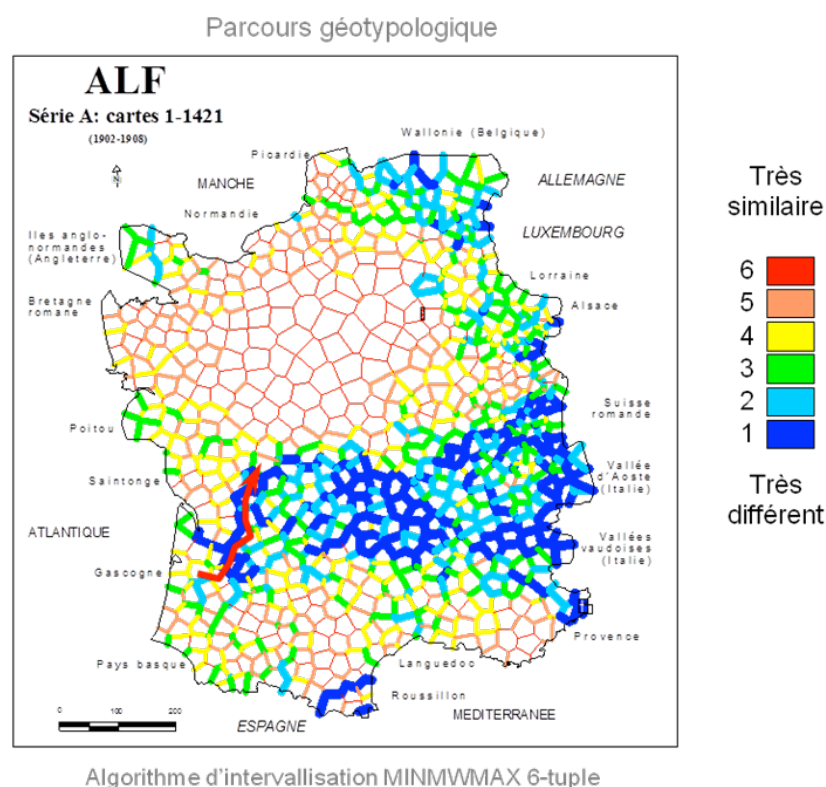 Parcours géotypologique
ALF
Série A: cartes 1-1421
(1902-1908)
Wallonie (Belgique)
Picardie
N
MANCHE
ALLEMAGNE
Normandie
Iles anglo-
normandes
(Angleterre)
LUXEMBOURG
Lorraine
Bretagne
romane
Alsace
Suisse
romande
Poitou
Vallée
d'Aoste
(Italie)
Saintonge
ATLANTIQUE
Vallées
vaudoises
(Italie)
Gascogne
Provence
Pays basque
Languedoc
Roussillon
0 100 200
ESPAGNE
MEDITERRANEE
Très
similaire
6
5
4
3
2
1
Très
différent
Algorithme d'intervallisation MINMWMAX 6-tuple